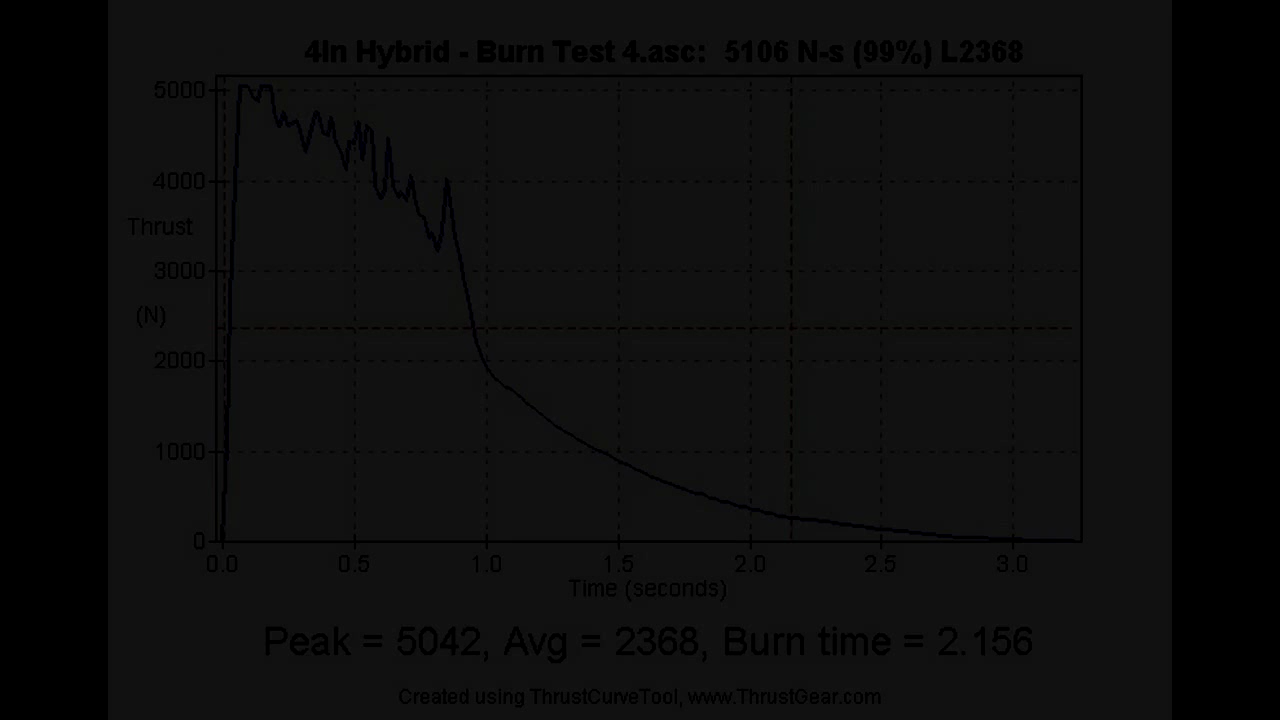 4In Hybrid - Burn Test 4.asc:  5106 N-s (99%) L2368
5000
4000
Thrust
3000
(N)
2000
1000
0
0.0 0.5 1.0 1.5 2.0 2.5 3.0
Time (seconds)
Peak = 5042, Avg = 2368, Burn time = 2.156
Created using ThrustCurveTool, www.ThrustGear.com